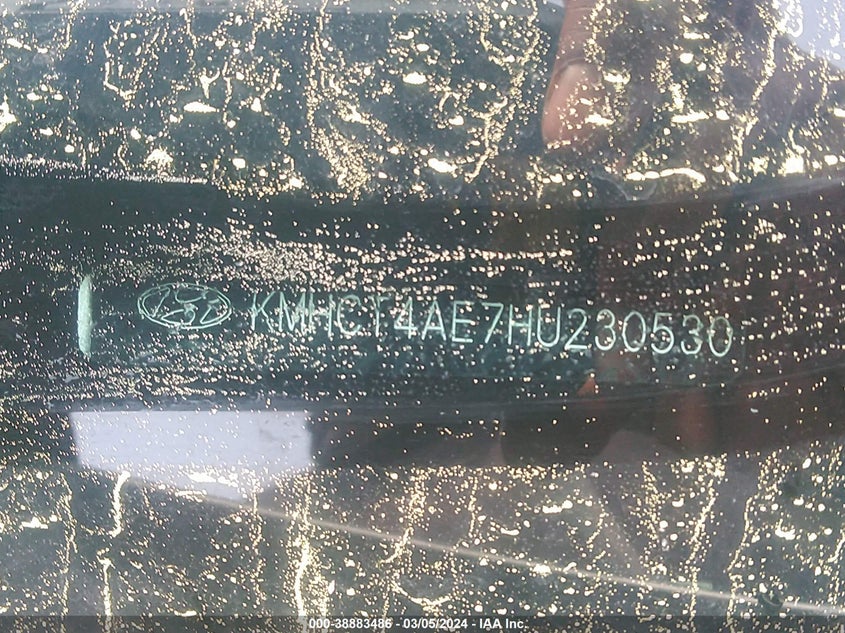 KMHCT4AE7HU230530
000-38883486 - 03/05/2024 - IAA Inc.